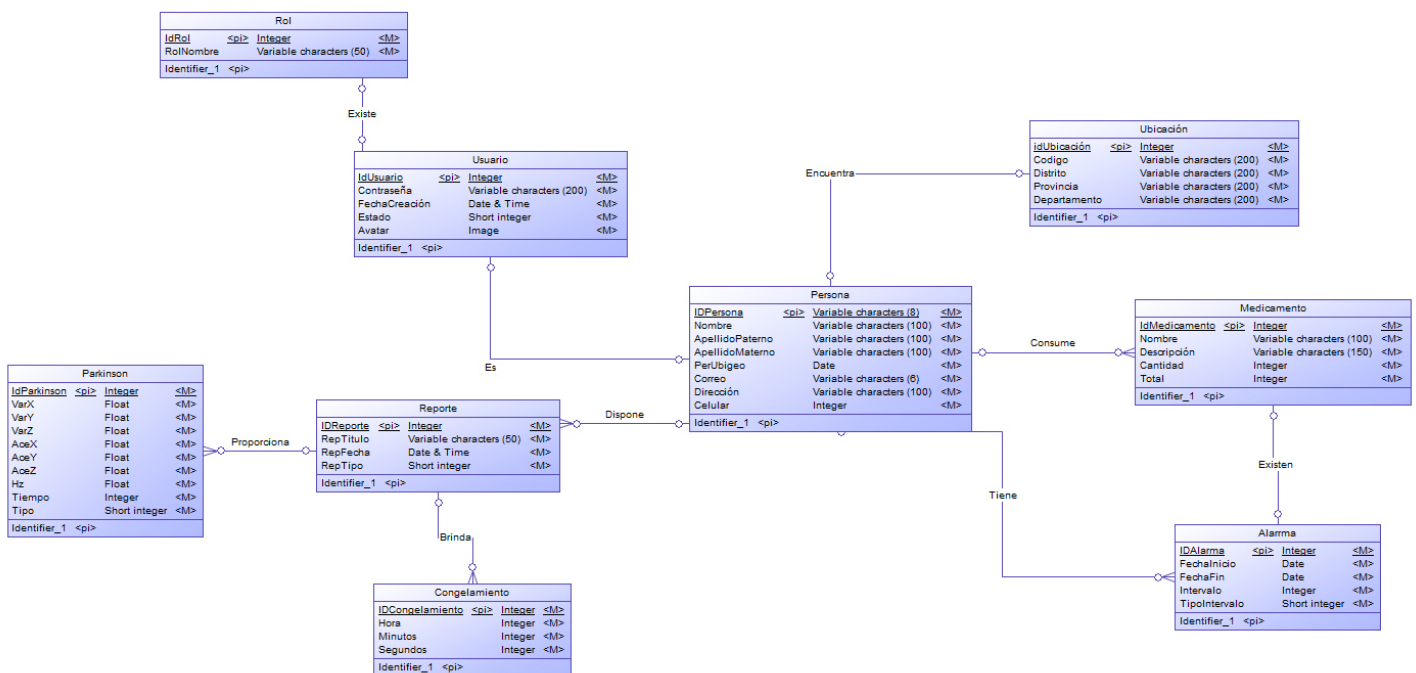 Rol
IdRol <pi> Integer <M>
RolNombre Variable characters (50) <M>
Identifier_1 <pi>
Existe
Usuario
IdUsuario <pi> Integer <M>
Contraseña Variable characters (200) <M>
FechaCreación Date & Time <M>
Estado Short integer <M>
Avatar Image <M>
Identifier_1 <pi>
Encuentra
Ubicación
idUbicación <pi> Integer <M>
Codigo Variable characters (200) <M>
Distrito Variable characters (200) <M>
Provincia Variable characters (200) <M>
Departamento Variable characters (200) <M>
Identifier_1 <pi>
Es
Persona
IDPersona <pi> Variable characters (8) <M>
Nombre Variable characters (100) <M>
ApellidoPaterno Variable characters (100) <M>
ApellidoMaterno Variable characters (100) <M>
PerUbigeo Date <M>
Correo Variable characters (6) <M>
Dirección Variable characters (100) <M>
Celular Integer <M>
Identifier_1 <pi>
Consume
Medicamento
IdMedicamento <pi> Integer <M>
Nombre Variable characters (100) <M>
Descripción Variable characters (150) <M>
Cantidad Integer <M>
Total Integer <M>
Identifier_1 <pi>
Parkinson
IdParkinson <pi> Integer <M>
VarX Float <M>
VarY Float <M>
VarZ Float <M>
AceX Float <M>
AceY Float <M>
AceZ Float <M>
Hz Float <M>
Tiempo Integer <M>
Tipo Short integer <M>
Identifier_1 <pi>
Proporciona
Reporte
IDReporte <pi> Integer <M>
RepTitulo Variable characters (50) <M>
RepFecha Date & Time <M>
RepTipo Short integer <M>
Identifier_1 <pi>
Dispone
Existen
Tiene
Brinda
Alarrma
IDAlarma <pi> Integer <M>
FechaInicio Date <M>
FechaFin Date <M>
Intervalo Integer <M>
TipoIntervalo Short integer <M>
Identifier_1 <pi>
Congelamiento
IDCongelamiento <pi> Integer <M>
Hora Integer <M>
Minutos Integer <M>
Segundos Integer <M>
Identifier_1 <pi>